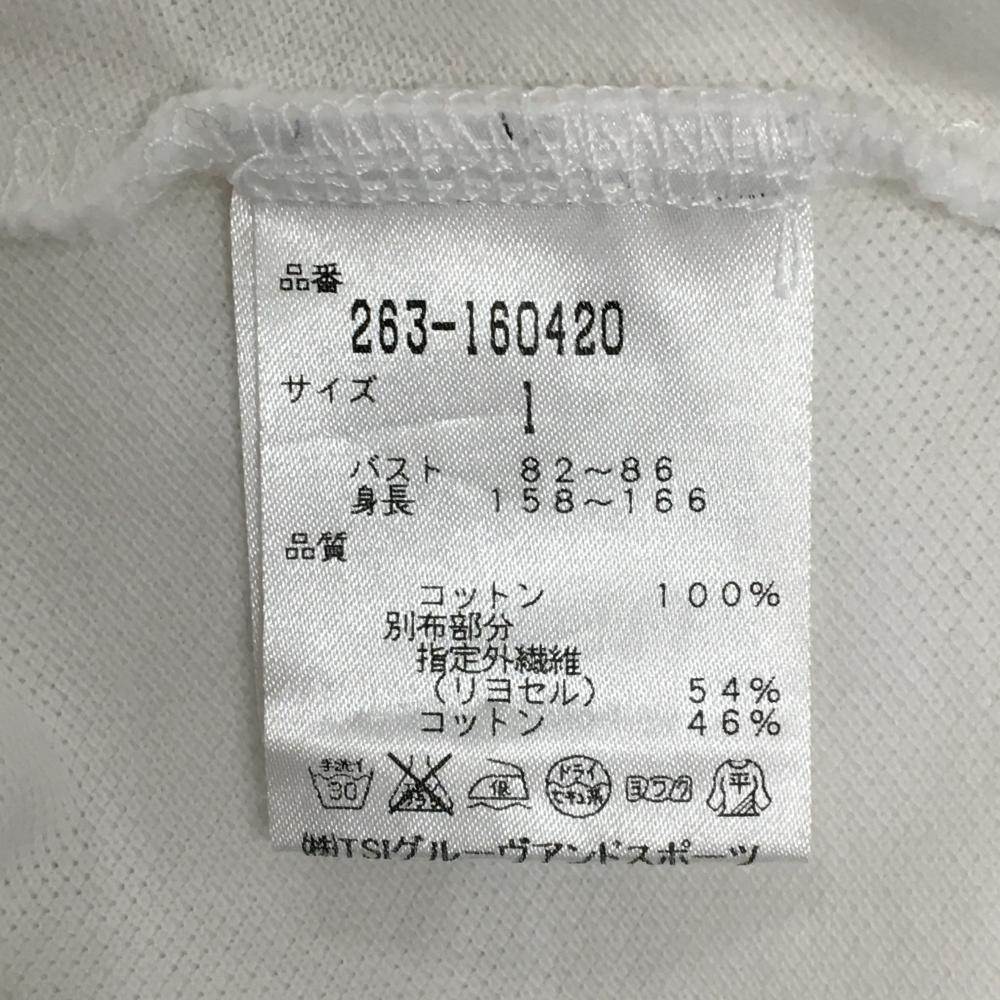 品番
263-160420
サイズ
1
バスト 82～86
身長 158～166
品質
コットン 100%
別布部分
指定外繊維
（リヨセル） 54%
コットン 46%
手洗イ 30 低 ドライ セキユ系 ヨワク 平
㈱TSIグルーヴアンドスポーツ